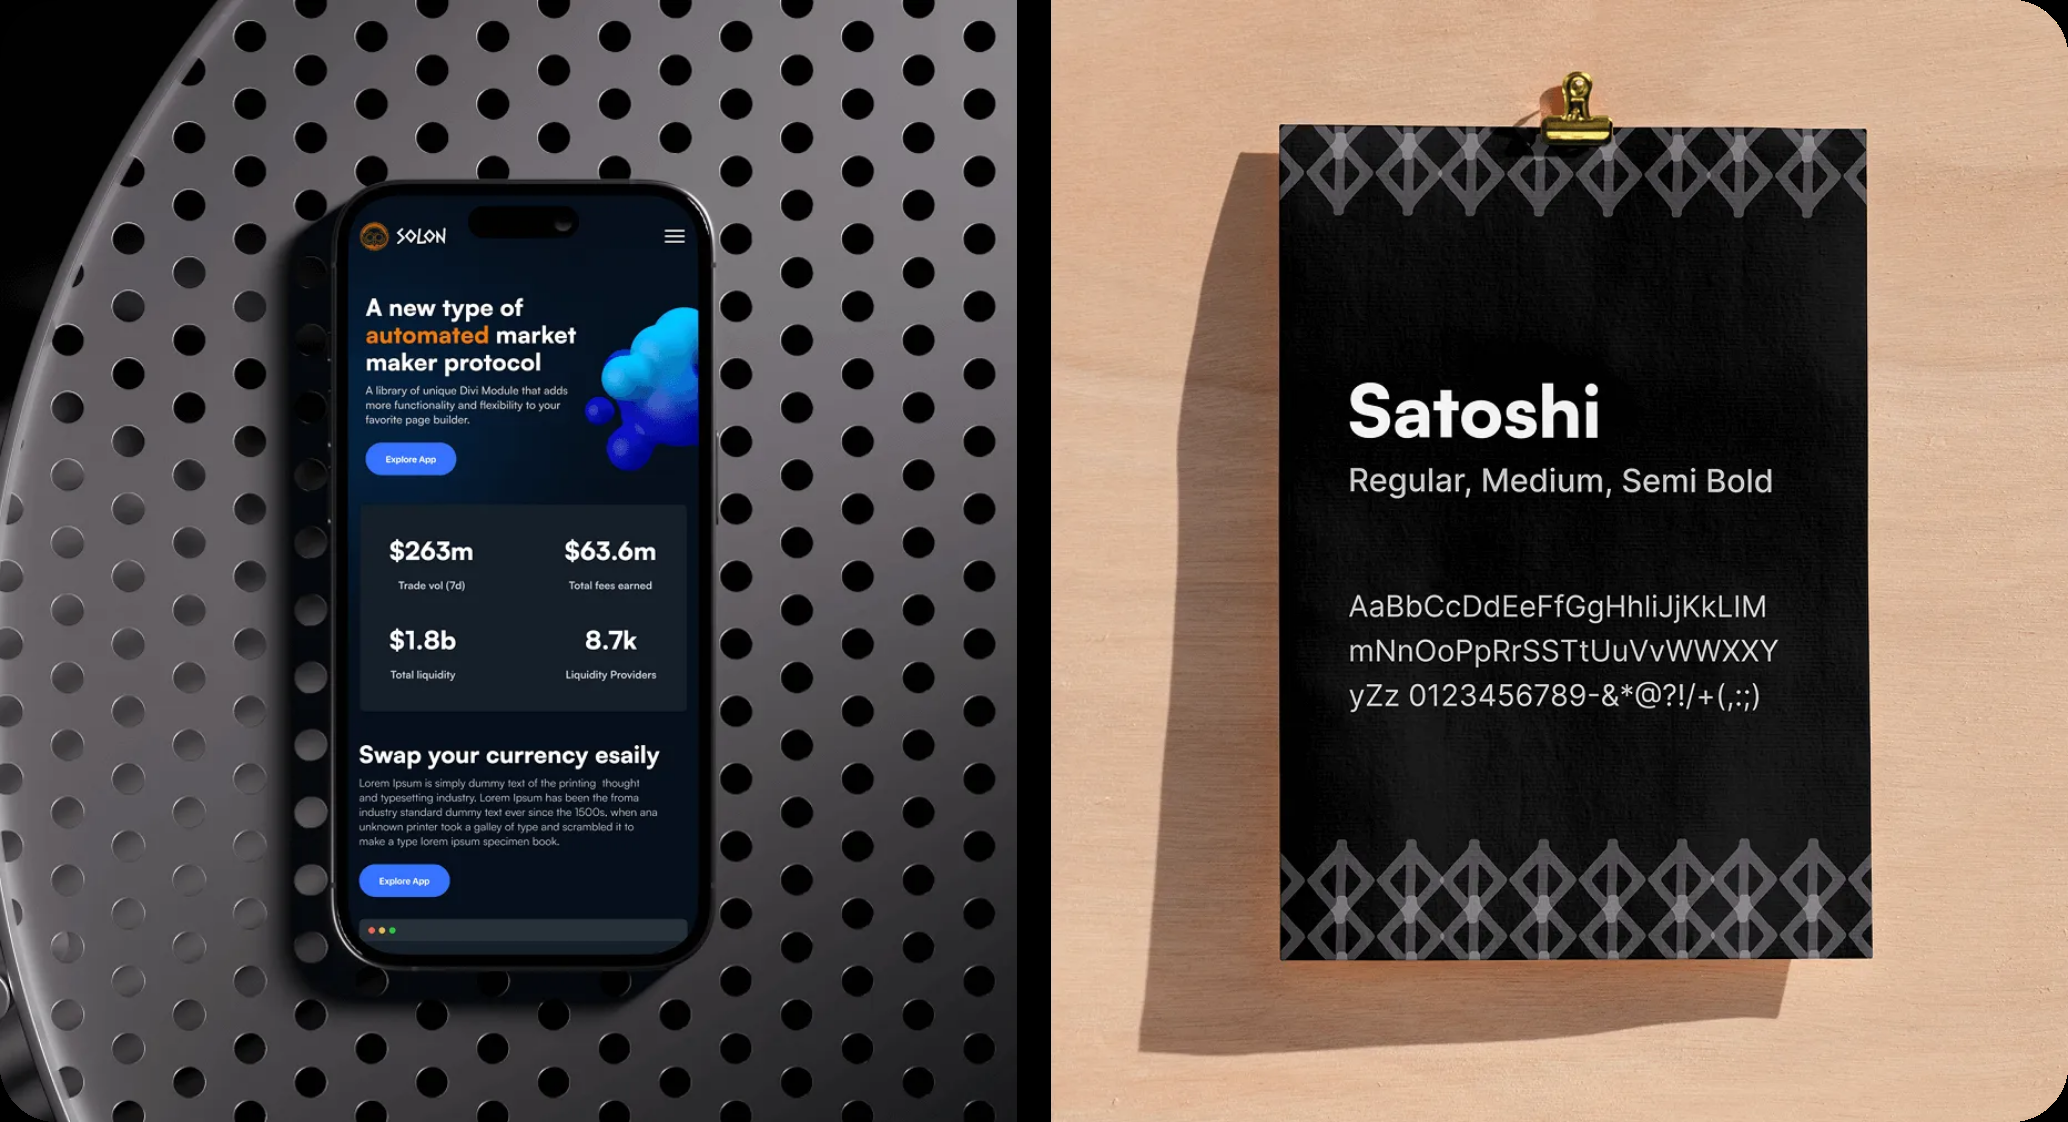 SOLON
A new type of
automated market
maker protocol
A library of unique Divi Module that adds
more functionality and flexibility to your
favorite page builder.
Explore App
$263m
$63.6m
Trade vol (7d)
Total fees earned
$1.8b
8.7k
Total liquidity
Liquidity Providers
Swap your currency esaily
Lorem Ipsum is simply dummy text of the printing thought
and typesetting industry. Lorem Ipsum has been the froma
industry standard dummy text ever since the 1500s, when ana
unknown printer took a galley of type and scrambled it to
make a type lorem ipsum specimen book.
Explore App
Satoshi
Regular, Medium, Semi Bold
AaBbCcDdEeFfGgHhIiJjKkLlM
mNnOoPpRrSSTtUuVvWWXXY
yZz 0123456789-&*@?!/+(,:;)